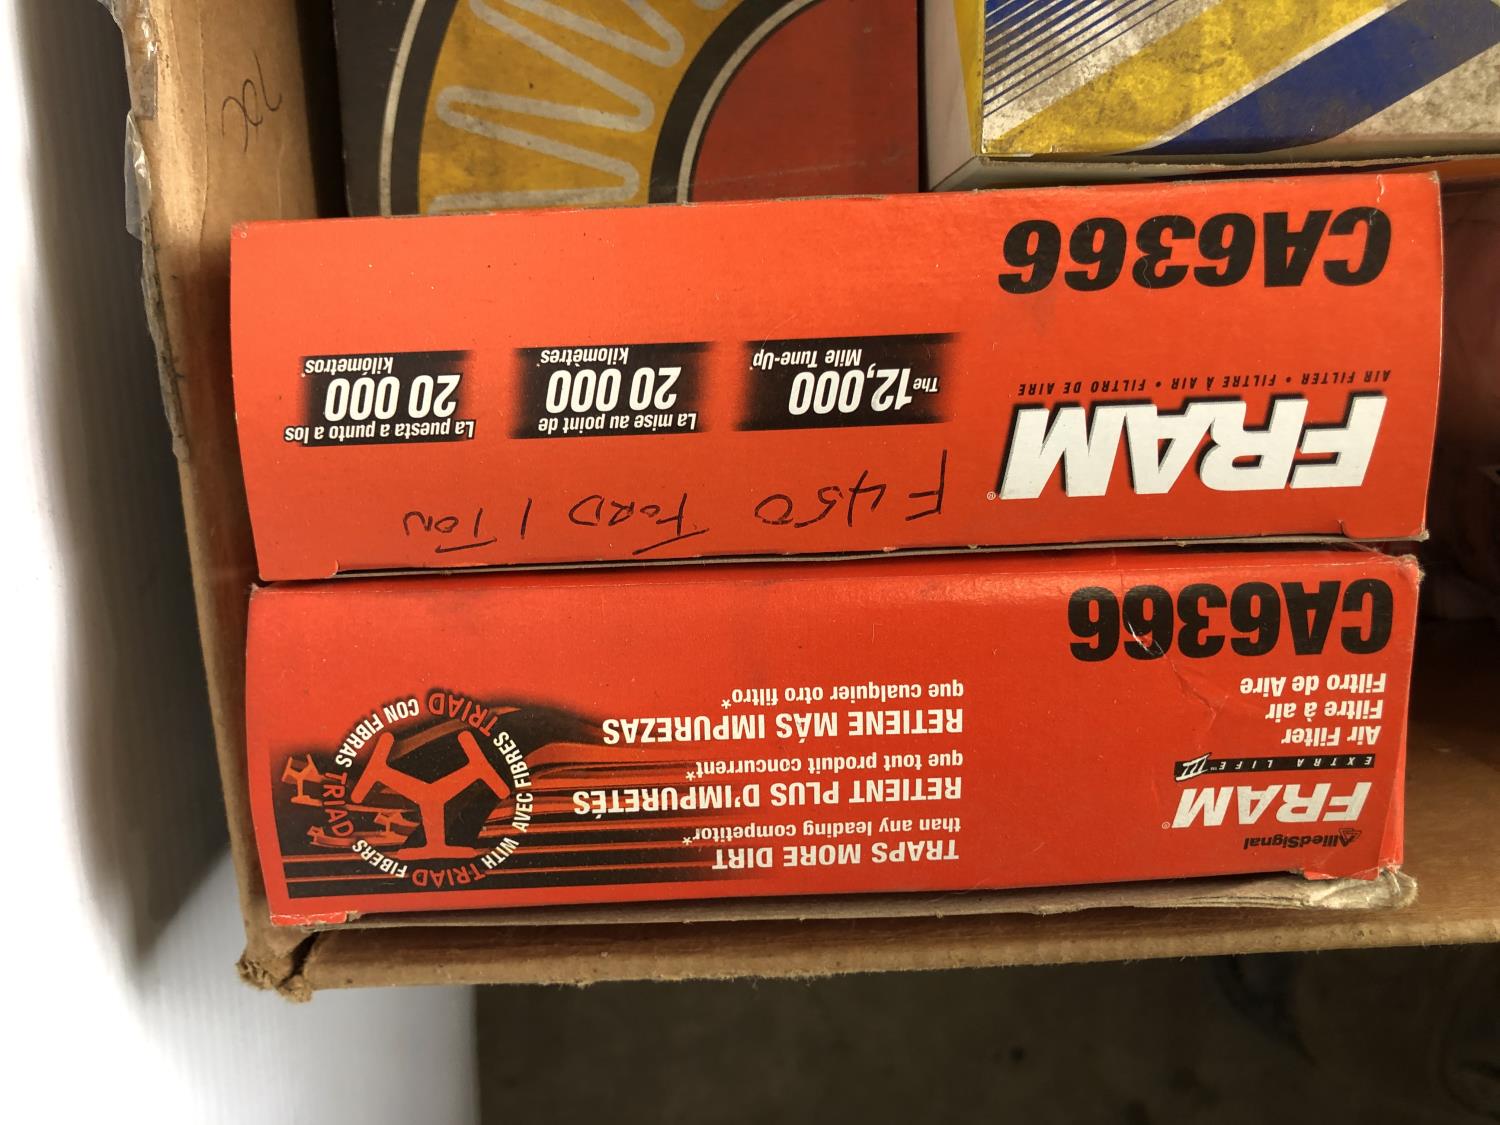 TRAPS MORE DIRT
than any leading competitor*
RETIENT PLUS D'IMPURETÉS
que tout produit concurrent*
RETIENE MÁS IMPUREZAS
que cualquier otro filtro*
WITH TRIAD FIBERS
AVEC FIBRES TRIAD
CON FIBRAS TRIAD
AlliedSignal
FRAM®
EXTRA LIFE™ III
Air Filter
Filtre à air
Filtro de Aire
CA6366
F450 FORD 1 TON
FRAM®
AIR FILTER • FILTRE À AIR • FILTRO DE AIRE
The 12,000
Mile Tune-Up*
La mise au point de
20 000
kilomètres*
La puesta a punto a los
20 000
kilómetros*
CA6366